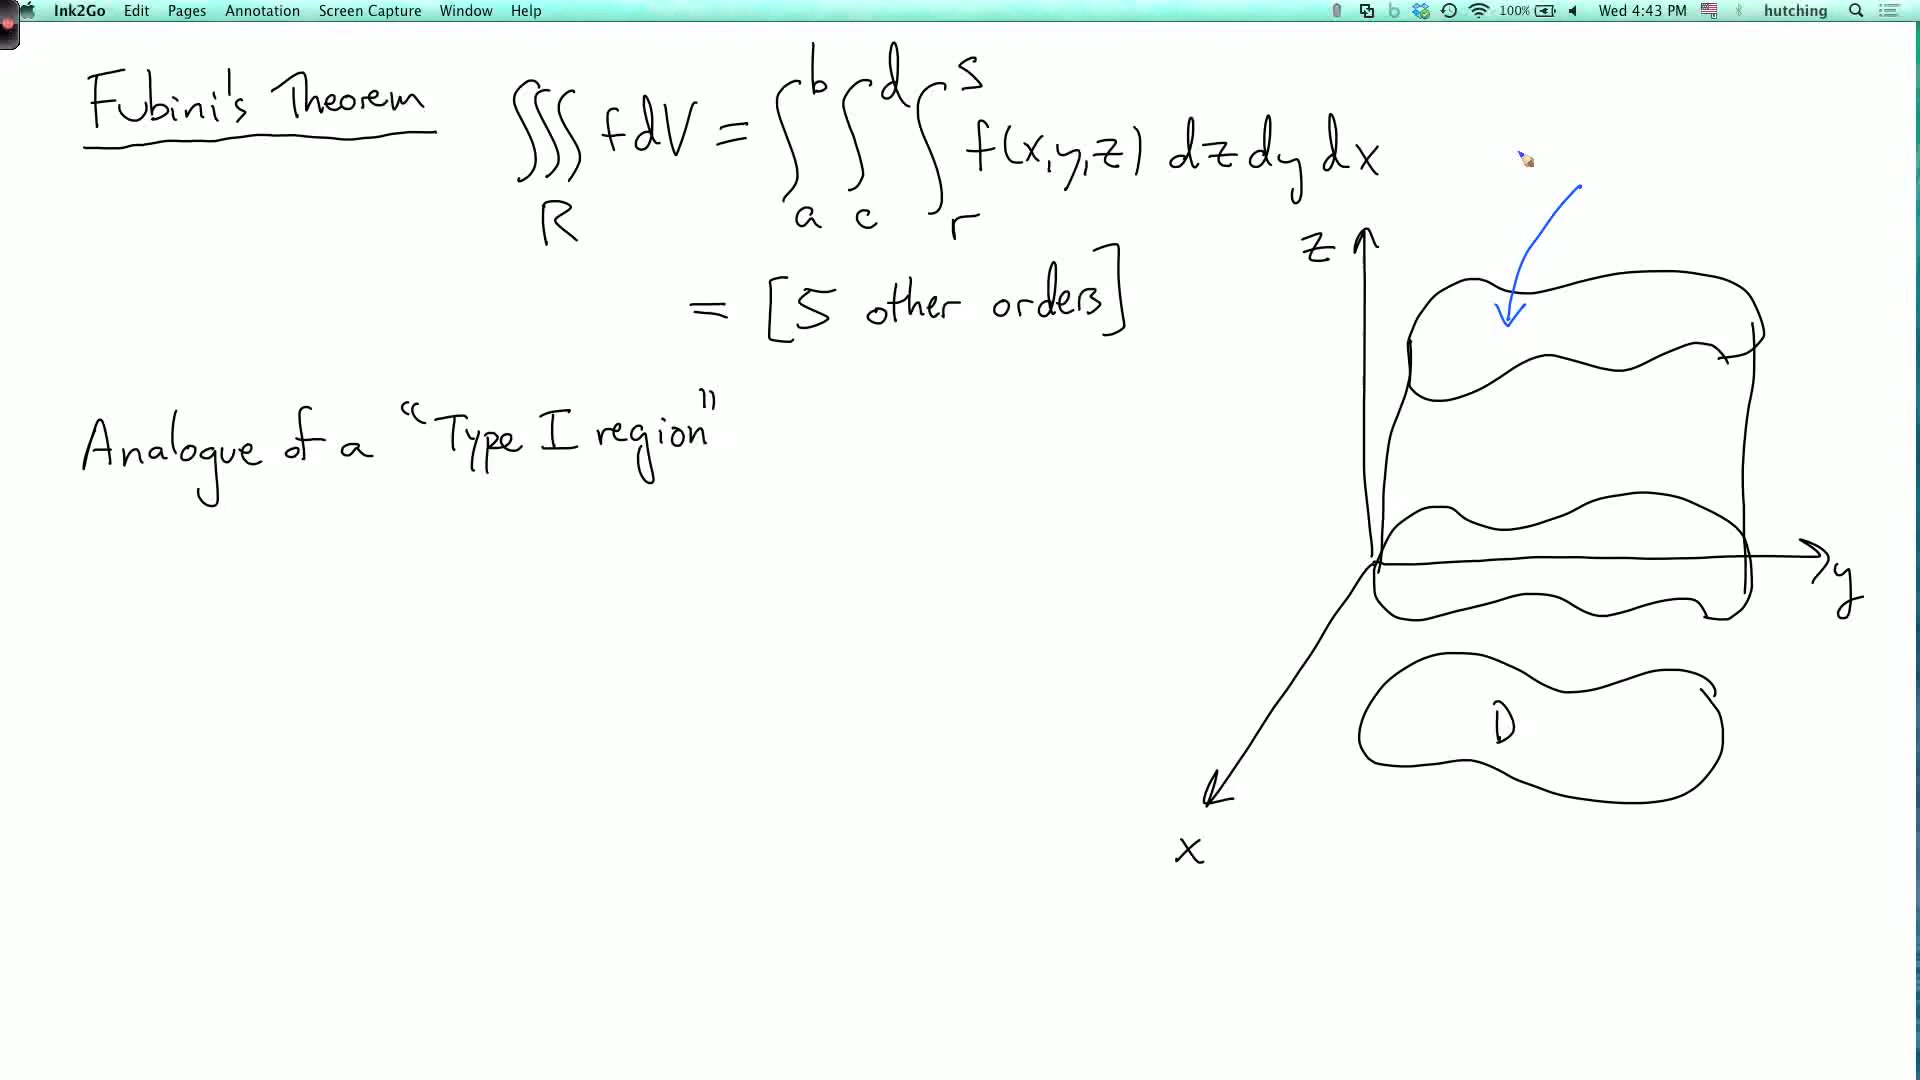 Ink2Go Edit Pages Annotation Screen Capture Window Help 100% Wed 4:43 PM hutching
Fubini's Theorem ∭_R f dV = ∫_a^b ∫_c^d ∫_r^s f(x,y,z) dz dy dx
= [5 other orders]
Analogue of a "Type I region"
z
y
D
x